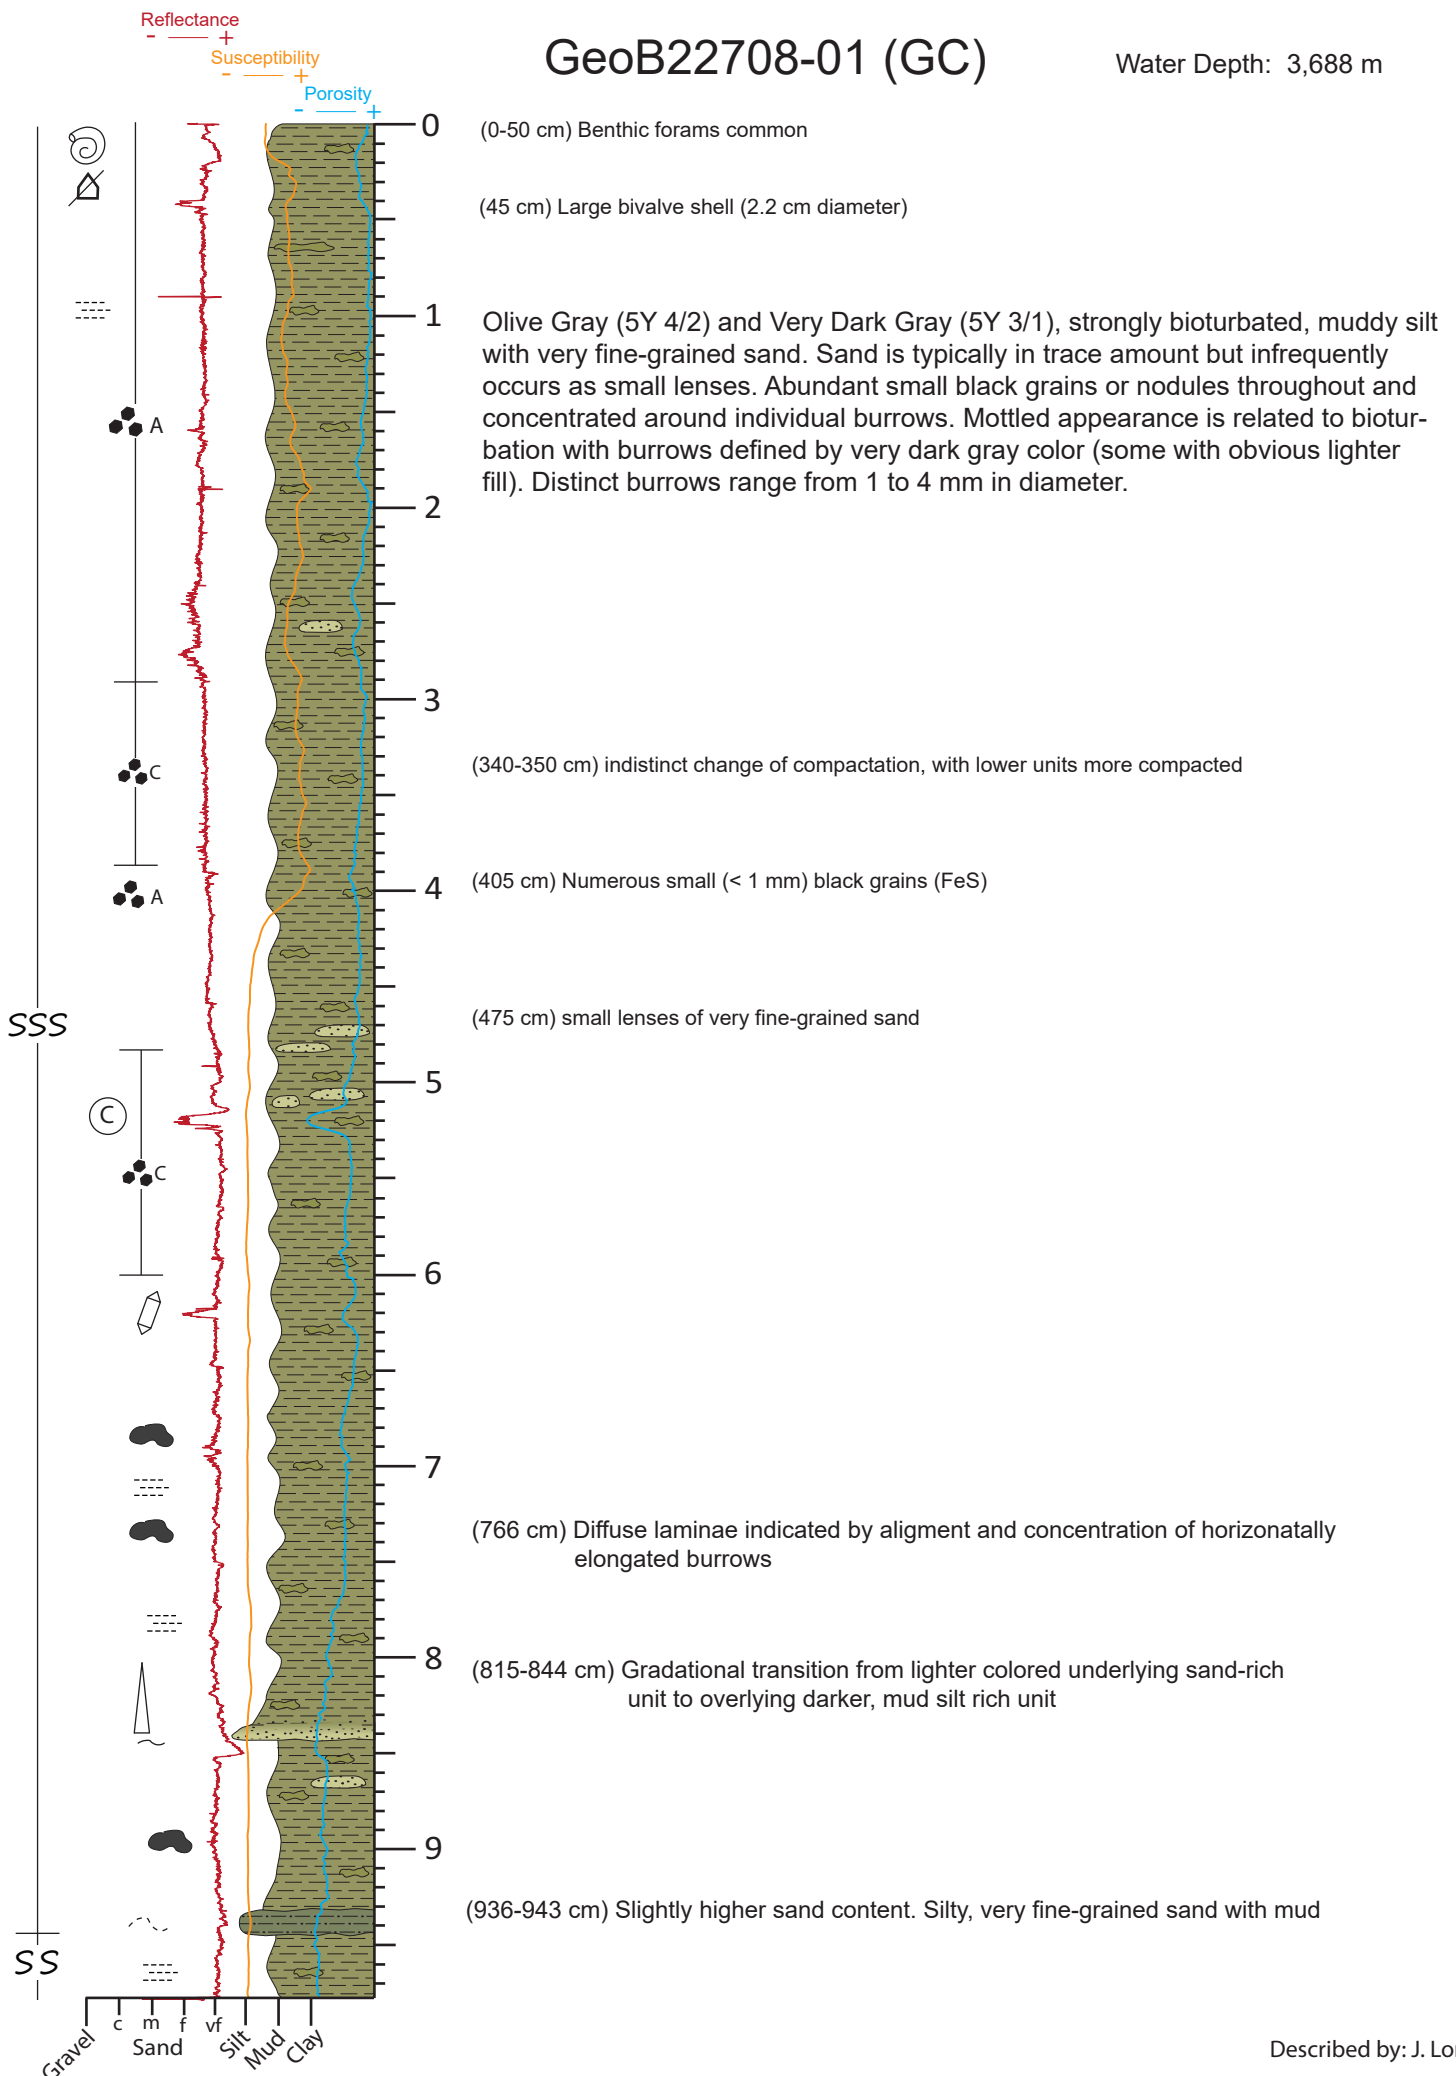 Reflectance
- +
Susceptibility
- +
Porosity
- +
GeoB22708-01 (GC)
Water Depth: 3,688 m
0
(0-50 cm) Benthic forams common
(45 cm) Large bivalve shell (2.2 cm diameter)
1
Olive Gray (5Y 4/2) and Very Dark Gray (5Y 3/1), strongly bioturbated, muddy silt
with very fine-grained sand. Sand is typically in trace amount but infrequently
occurs as small lenses. Abundant small black grains or nodules throughout and
concentrated around individual burrows. Mottled appearance is related to biotur-
bation with burrows defined by very dark gray color (some with obvious lighter
fill). Distinct burrows range from 1 to 4 mm in diameter.
A
2
3
(340-350 cm) indistinct change of compactation, with lower units more compacted
C
4
(405 cm) Numerous small (< 1 mm) black grains (FeS)
A
(475 cm) small lenses of very fine-grained sand
SSS
5
C
C
6
7
(766 cm) Diffuse laminae indicated by aligment and concentration of horizonatally
elongated burrows
8
(815-844 cm) Gradational transition from lighter colored underlying sand-rich
unit to overlying darker, mud silt rich unit
9
(936-943 cm) Slightly higher sand content. Silty, very fine-grained sand with mud
SS
Gravel c m f vf Silt Mud Clay
Sand
Described by: J. Lo